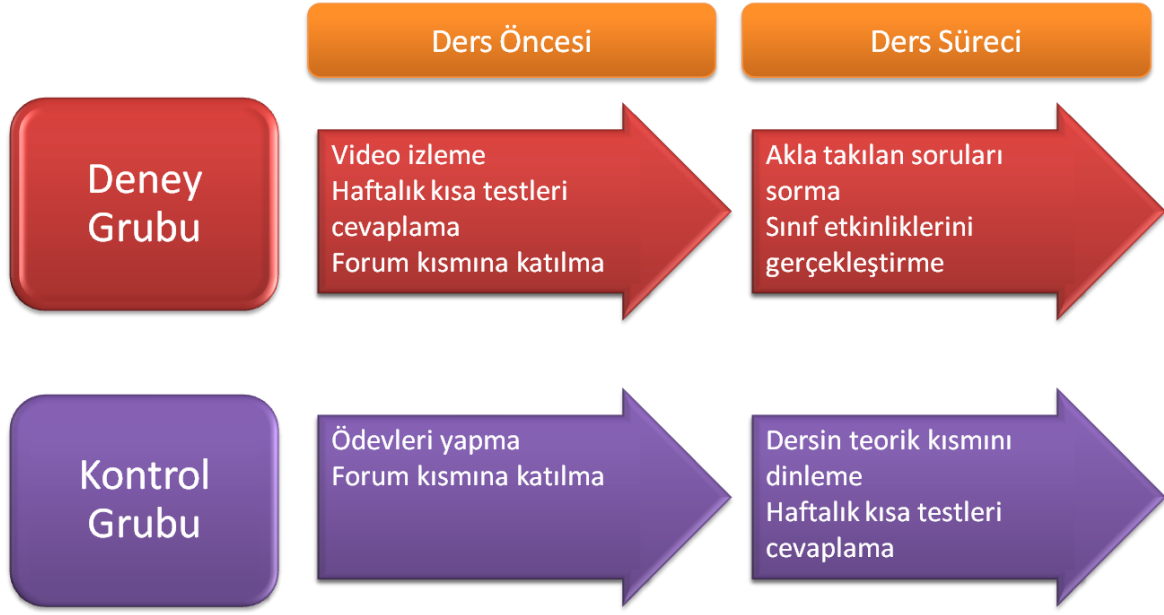 Ders Öncesi
Ders Süreci
Deney
Grubu
Video izleme
Haftalık kısa testleri
cevaplama
Forum kısmına katılma
Akla takılan soruları
sorma
Sınıf etkinliklerini
gerçekleştirme
Kontrol
Grubu
Ödevleri yapma
Forum kısmına katılma
Dersin teorik kısmını
dinleme
Haftalık kısa testleri
cevaplama